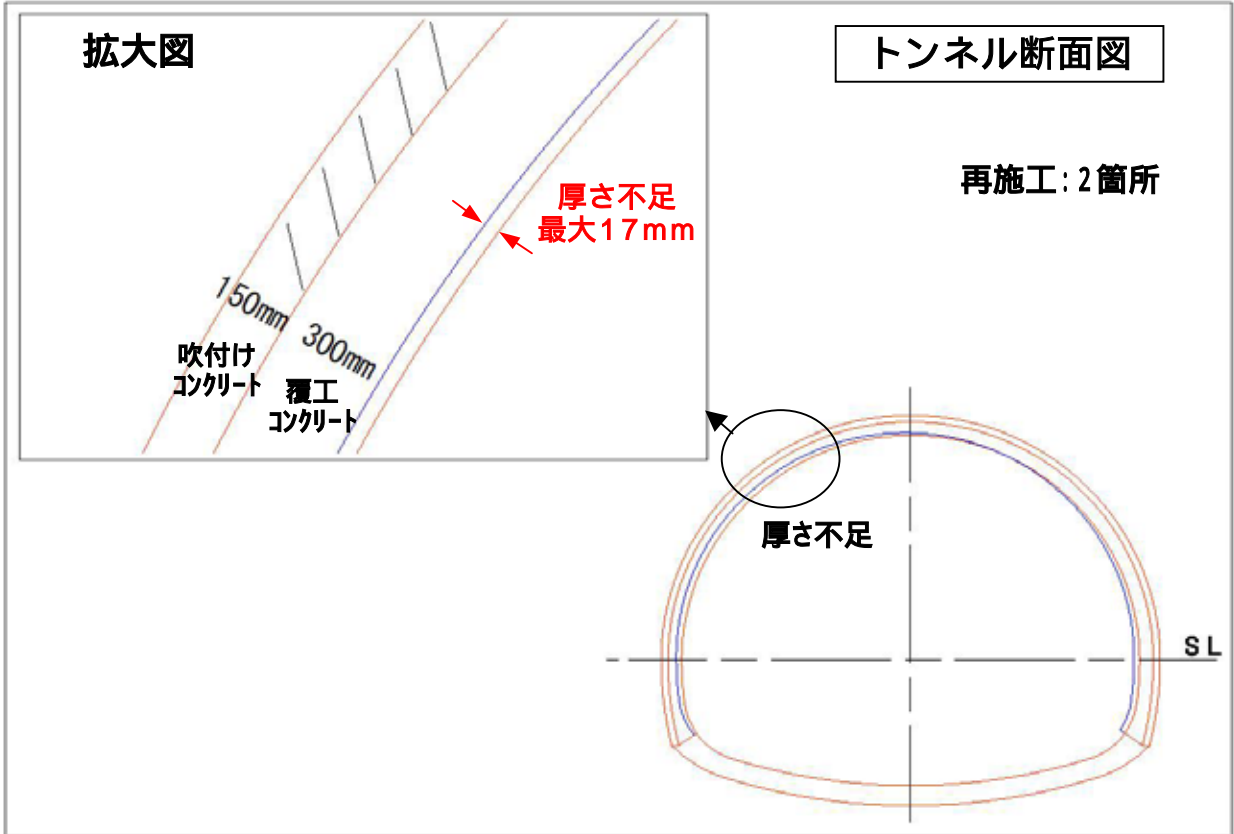 拡大図
トンネル断面図
再施工:2箇所
厚さ不足
最大17mm
150mm
300mm
吹付け
コンクリート
覆工
コンクリート
厚さ不足
SL